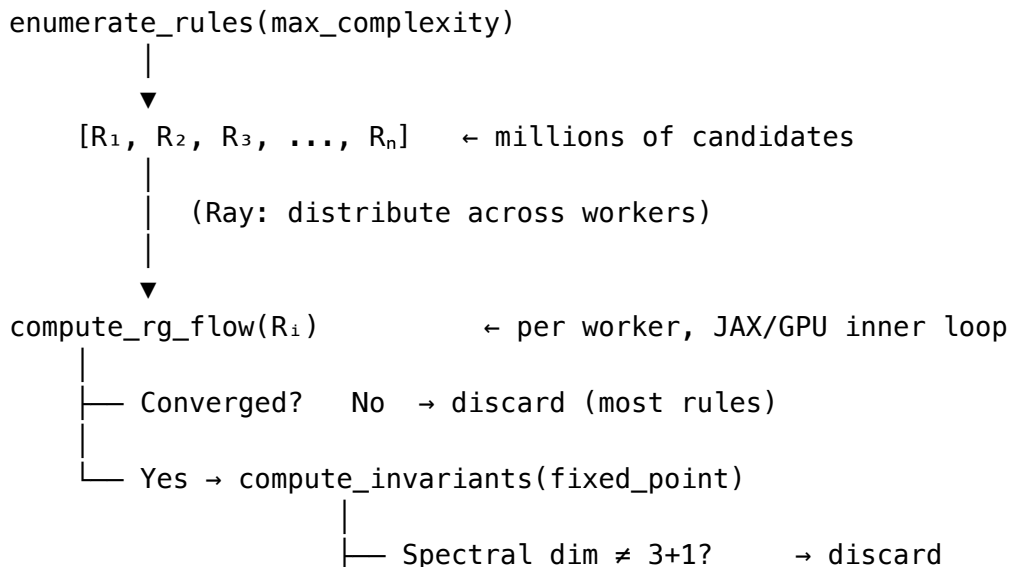 enumerate_rules(max_complexity)
│
▼
[R₁, R₂, R₃, ..., Rₙ] ← millions of candidates
│
│ (Ray: distribute across workers)
│
▼
compute_rg_flow(Rᵢ) ← per worker, JAX/GPU inner loop
│
├── Converged? No → discard (most rules)
│
└── Yes → compute_invariants(fixed_point)
│
├── Spectral dim ≠ 3+1? → discard